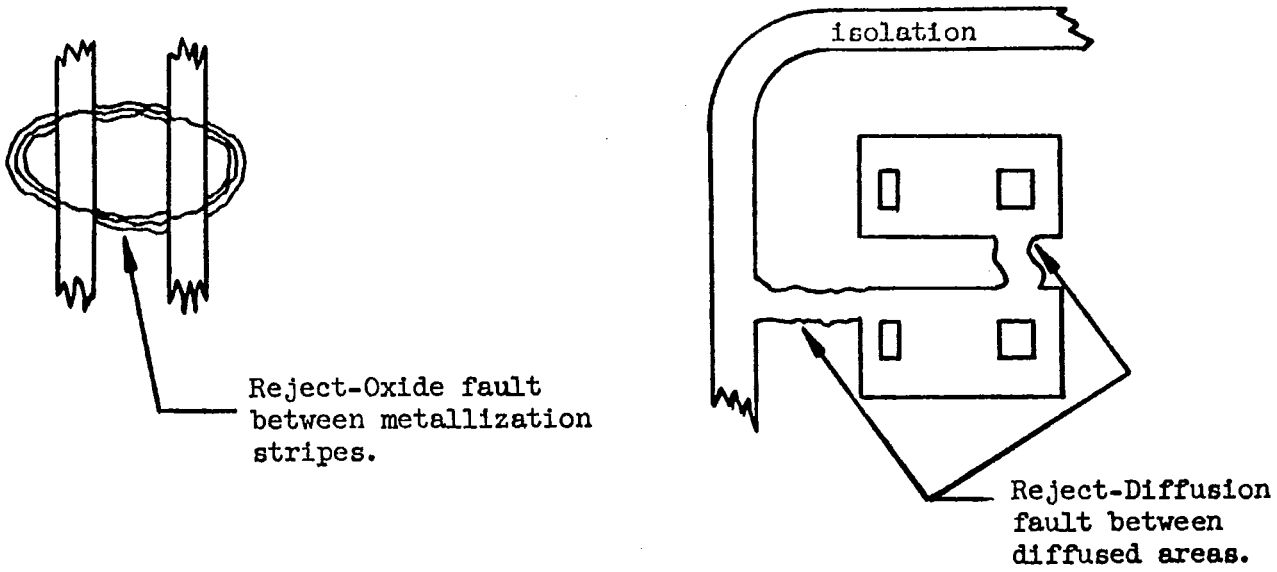 isolation
Reject-Oxide fault
between metallization
stripes.
Reject-Diffusion
fault between
diffused areas.